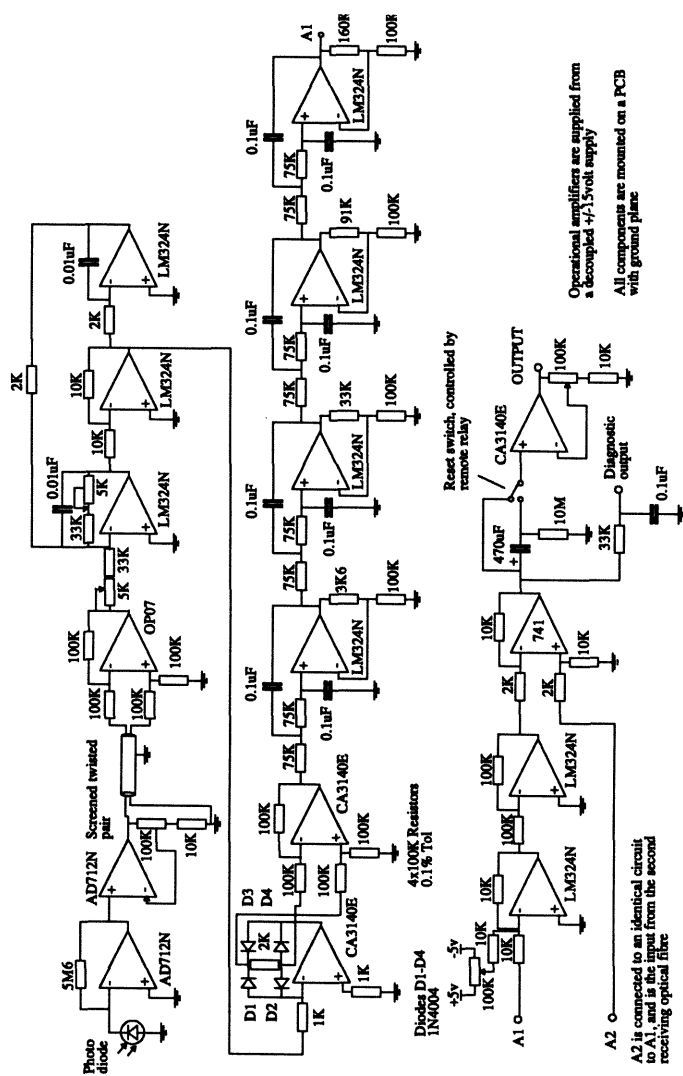 Photo
diode
5M6
AD712N
AD712N
100K
10K
Screened twisted
pair
100K
100K
100K
OP07
100K
5K
33K
0.01uF
33K
5K
LM324N
10K
10K
LM324N
2K
2K
0.01uF
LM324N
D1
D2
D3
D4
2K
1K
1K
CA3140E
100K
100K
100K
CA3140E
100K
4x100K Resistors
0.1% Tol
Diodes D1-D4
1N4004
75K
75K
0.1uF
0.1uF
LM324N
3K6
100K
75K
75K
0.1uF
0.1uF
LM324N
33K
100K
75K
75K
0.1uF
0.1uF
LM324N
91K
100K
75K
75K
0.1uF
0.1uF
LM324N
160K
100K
A1
+5v
-5v
100K
10K
10K
10K
A1
LM324N
100K
100K
LM324N
2K
2K
10K
741
10K
A2
470uF
+
10M
Reset switch, controlled by
remote relay
CA3140E
OUTPUT
100K
10K
33K
Diagnostic
output
0.1uF
A2 is connected to an identical circuit
to A1, and is the input from the second
receiving optical fibre
Operational amplifiers are supplied from
a decoupled +/-15volt supply
All components are mounted on a PCB
with ground plane